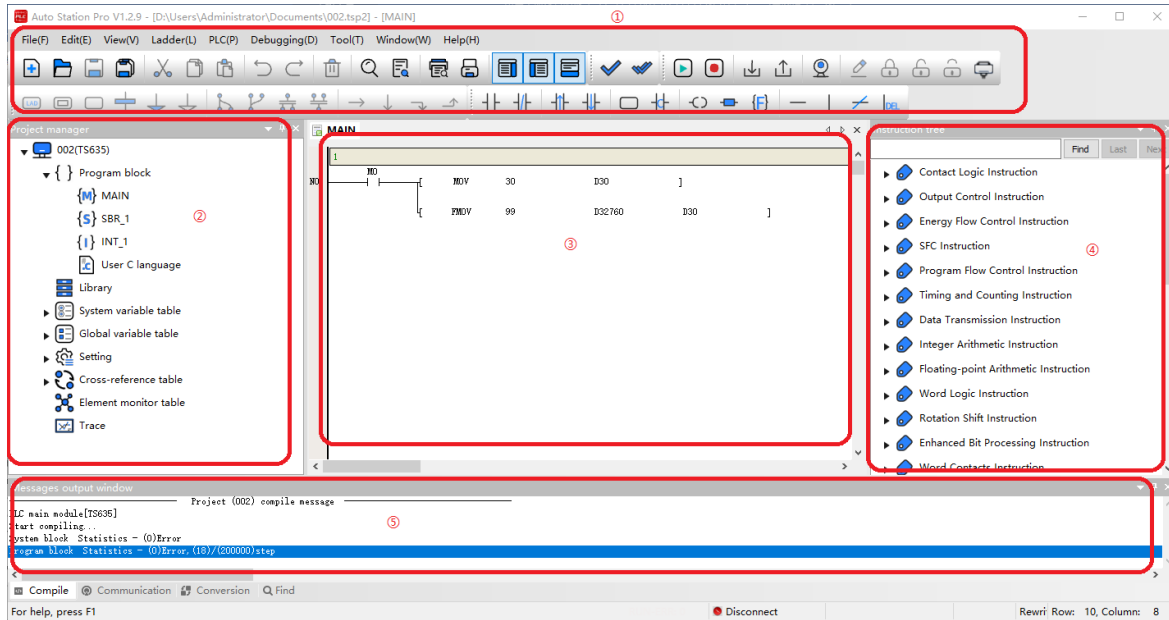 Auto Station Pro V1.2.9 - [D:\Users\Administrator\Documents\002.tsp2] - [MAIN]
①
File(F) Edit(E) View(V) Ladder(L) PLC(P) Debugging(D) Tool(T) Window(W) Help(H)
LAD {F} DEL
Project manager
002(TS635)
{ } Program block
{M} MAIN
{S} SBR_1
②
{I} INT_1
User C language
Library
System variable table
Global variable table
Setting
Cross-reference table
Element monitor table
Trace
MAIN
1
M0
N0 [ MOV 30 D30 ]
[ FMOV 99 D32760 D30 ]
③
Instruction tree
Find Last Nex
Contact Logic Instruction
Output Control Instruction
Energy Flow Control Instruction
SFC Instruction
④
Program Flow Control Instruction
Timing and Counting Instruction
Data Transmission Instruction
Integer Arithmetic Instruction
Floating-point Arithmetic Instruction
Word Logic Instruction
Rotation Shift Instruction
Enhanced Bit Processing Instruction
Word Contacts Instruction
Messages output window
Project (002) compile message
PLC main module[TS635]
Start compiling...
⑤
System block Statistics - (0)Error
Program block Statistics - (0)Error,(18)/(200000)step
Compile Communication Conversion Find
For help, press F1 Disconnect Rewri Row: 10, Column: 8